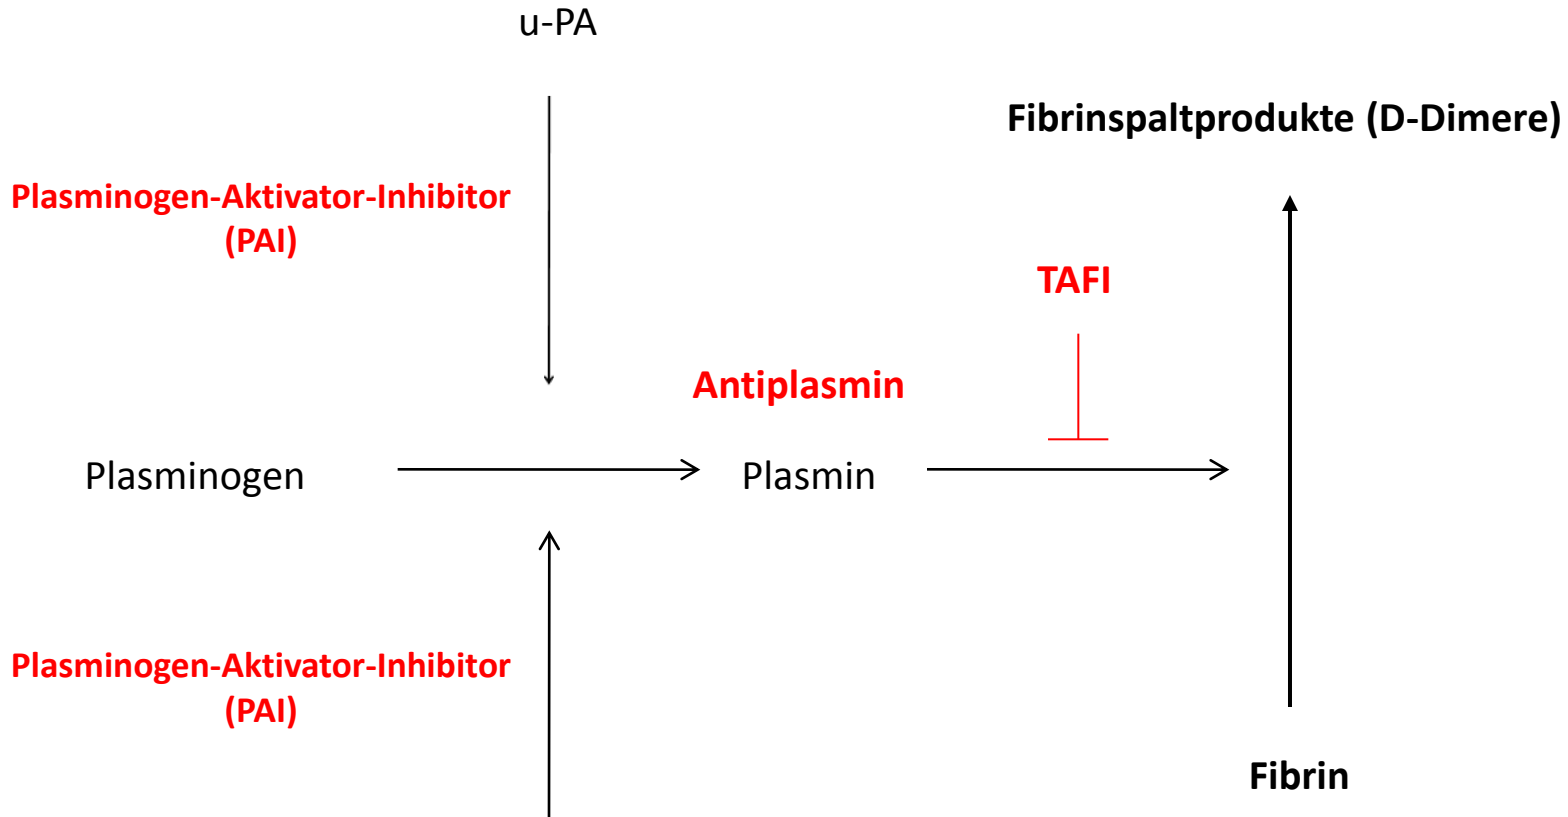 u-PA
Fibrinspaltprodukte (D-Dimere)
Plasminogen-Aktivator-Inhibitor
(PAI)
TAFI
Antiplasmin
Plasminogen
Plasmin
Plasminogen-Aktivator-Inhibitor
(PAI)
Fibrin